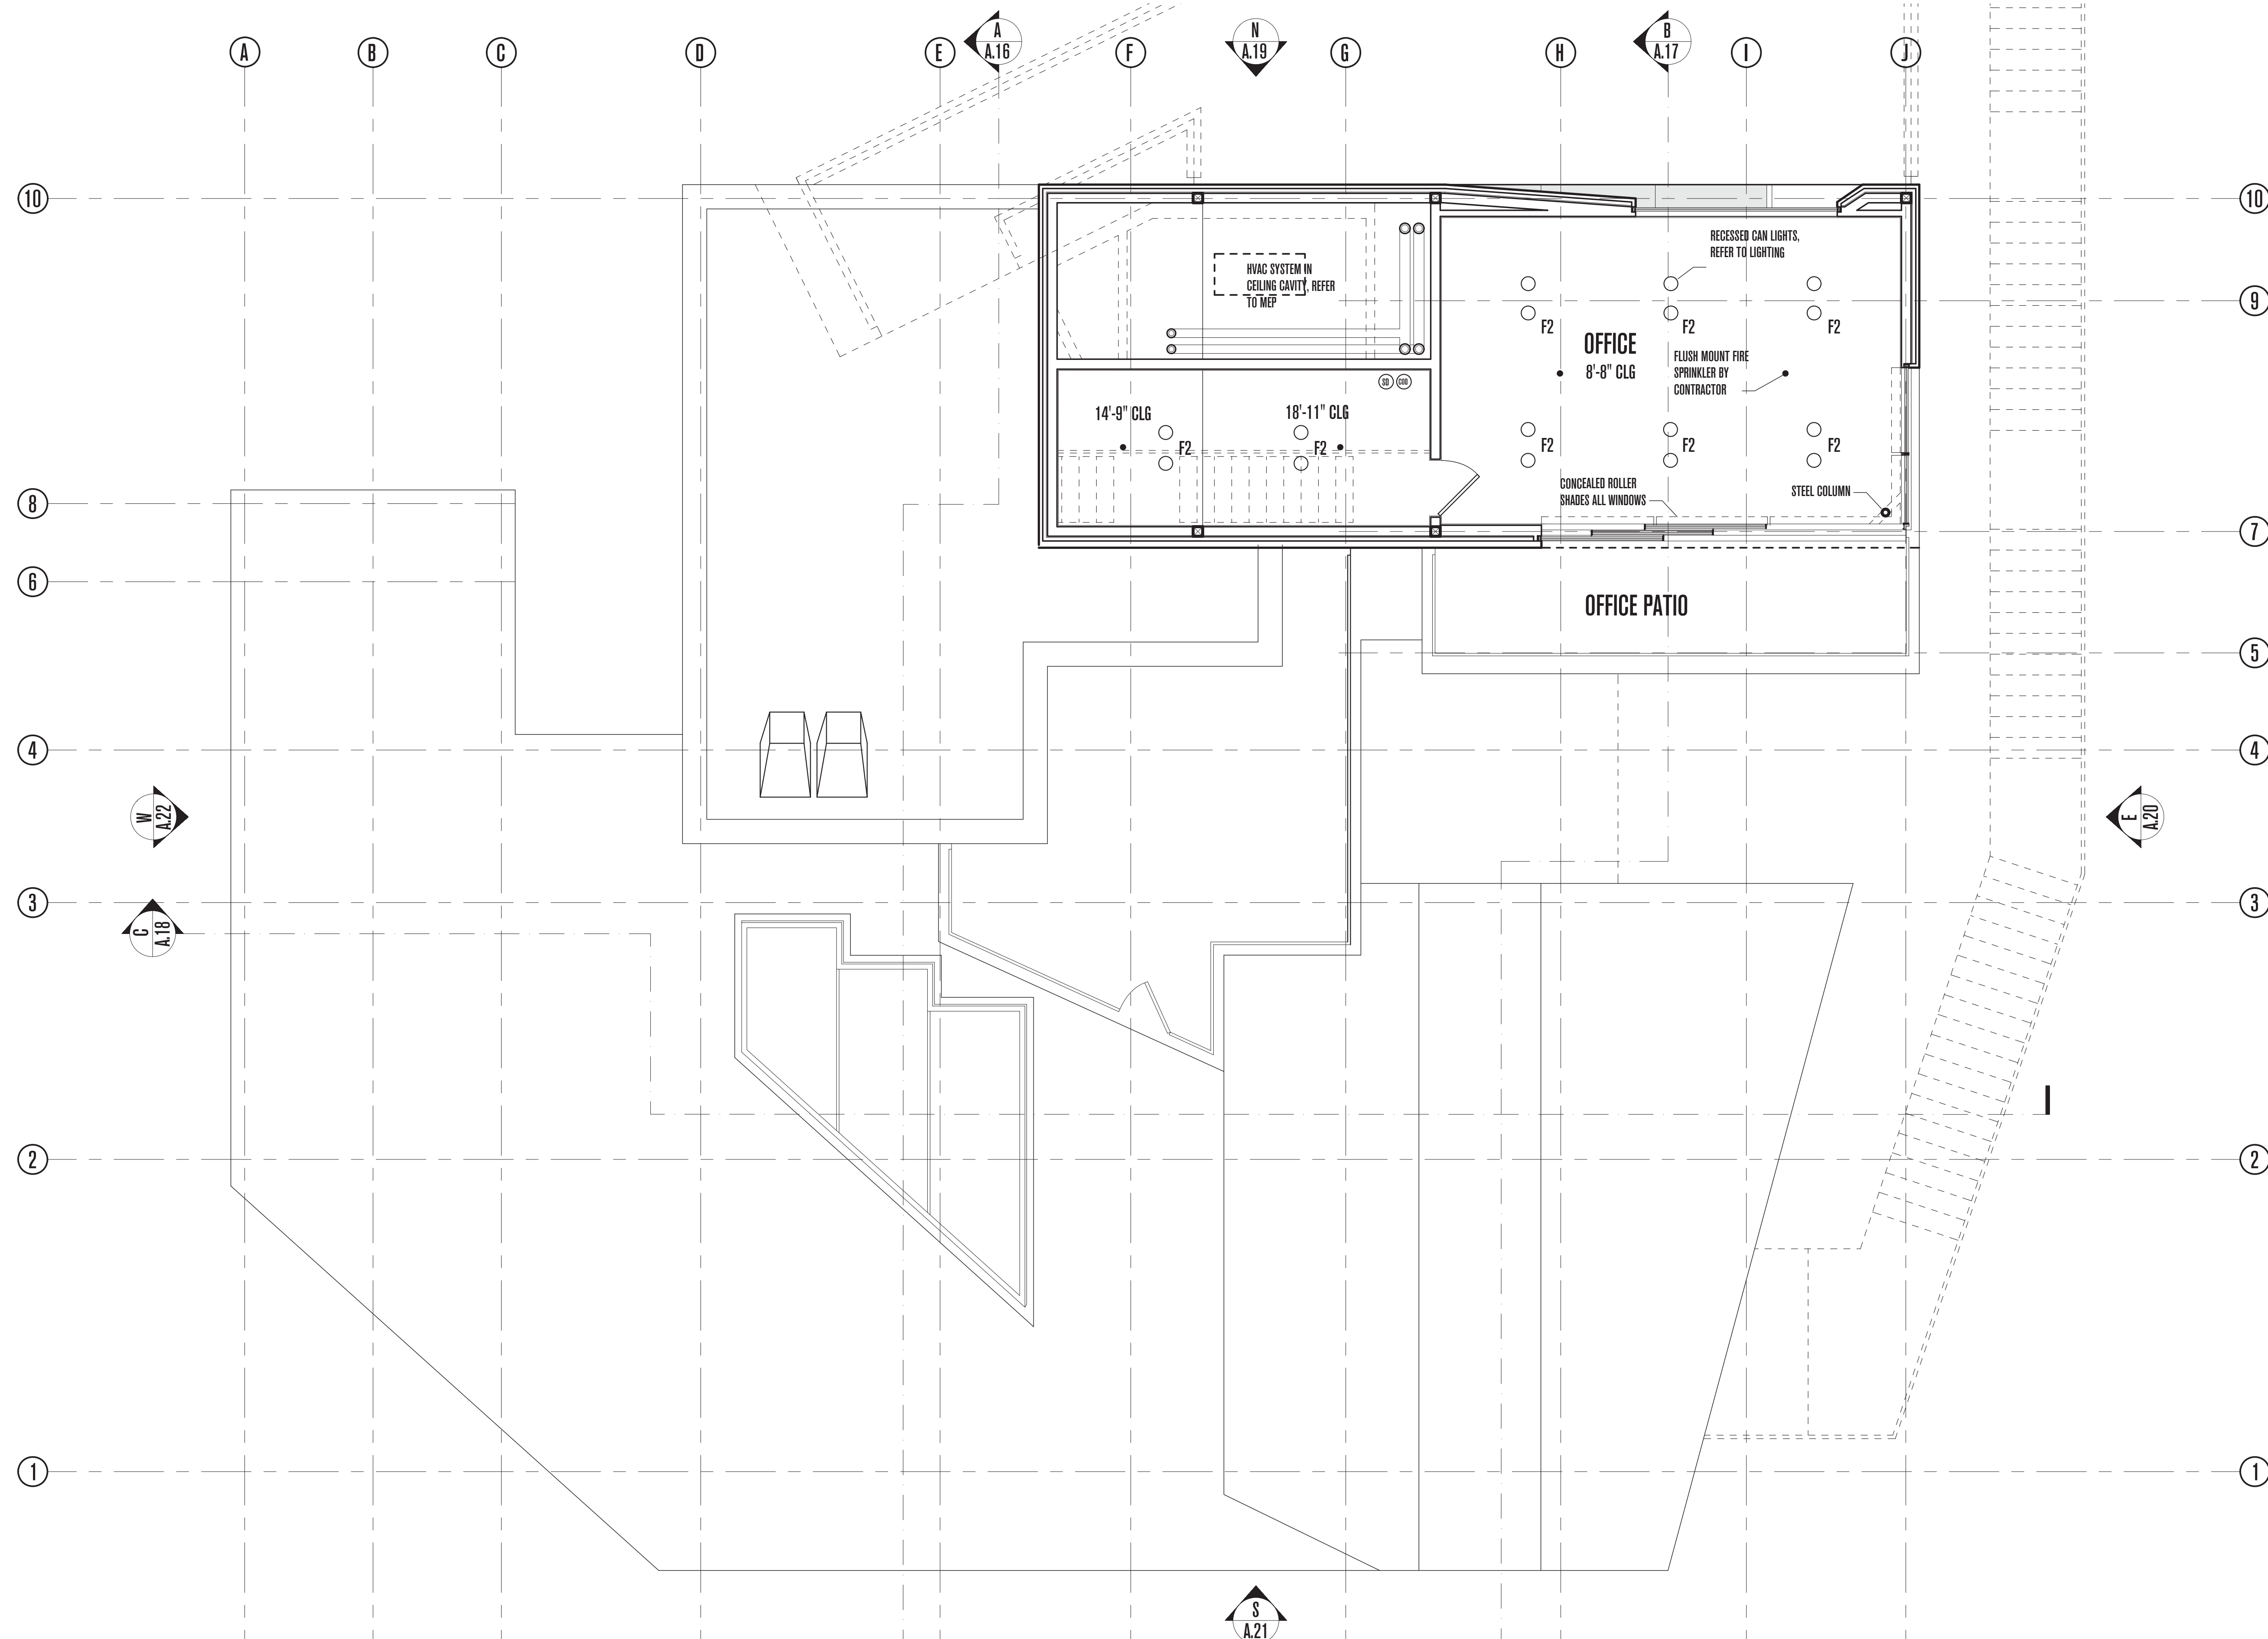 A
B
C
D
E
A
A.16
F
N
A.19
G
H
B
A.17
I
J
10
10
RECESSED CAN LIGHTS,
REFER TO LIGHTING
HVAC SYSTEM IN
CEILING CAVITY, REFER
TO MEP
9
F2
F2
F2
OFFICE
8'-8" CLG
FLUSH MOUNT FIRE
SPRINKLER BY
CONTRACTOR
SD
COD
14'-9" CLG
18'-11" CLG
F2
F2
F2
F2
F2
CONCEALED ROLLER
SHADES ALL WINDOWS
STEEL COLUMN
8
7
6
OFFICE PATIO
5
4
4
W
A.22
E
A.20
3
3
C
A.18
2
2
1
1
S
A.21